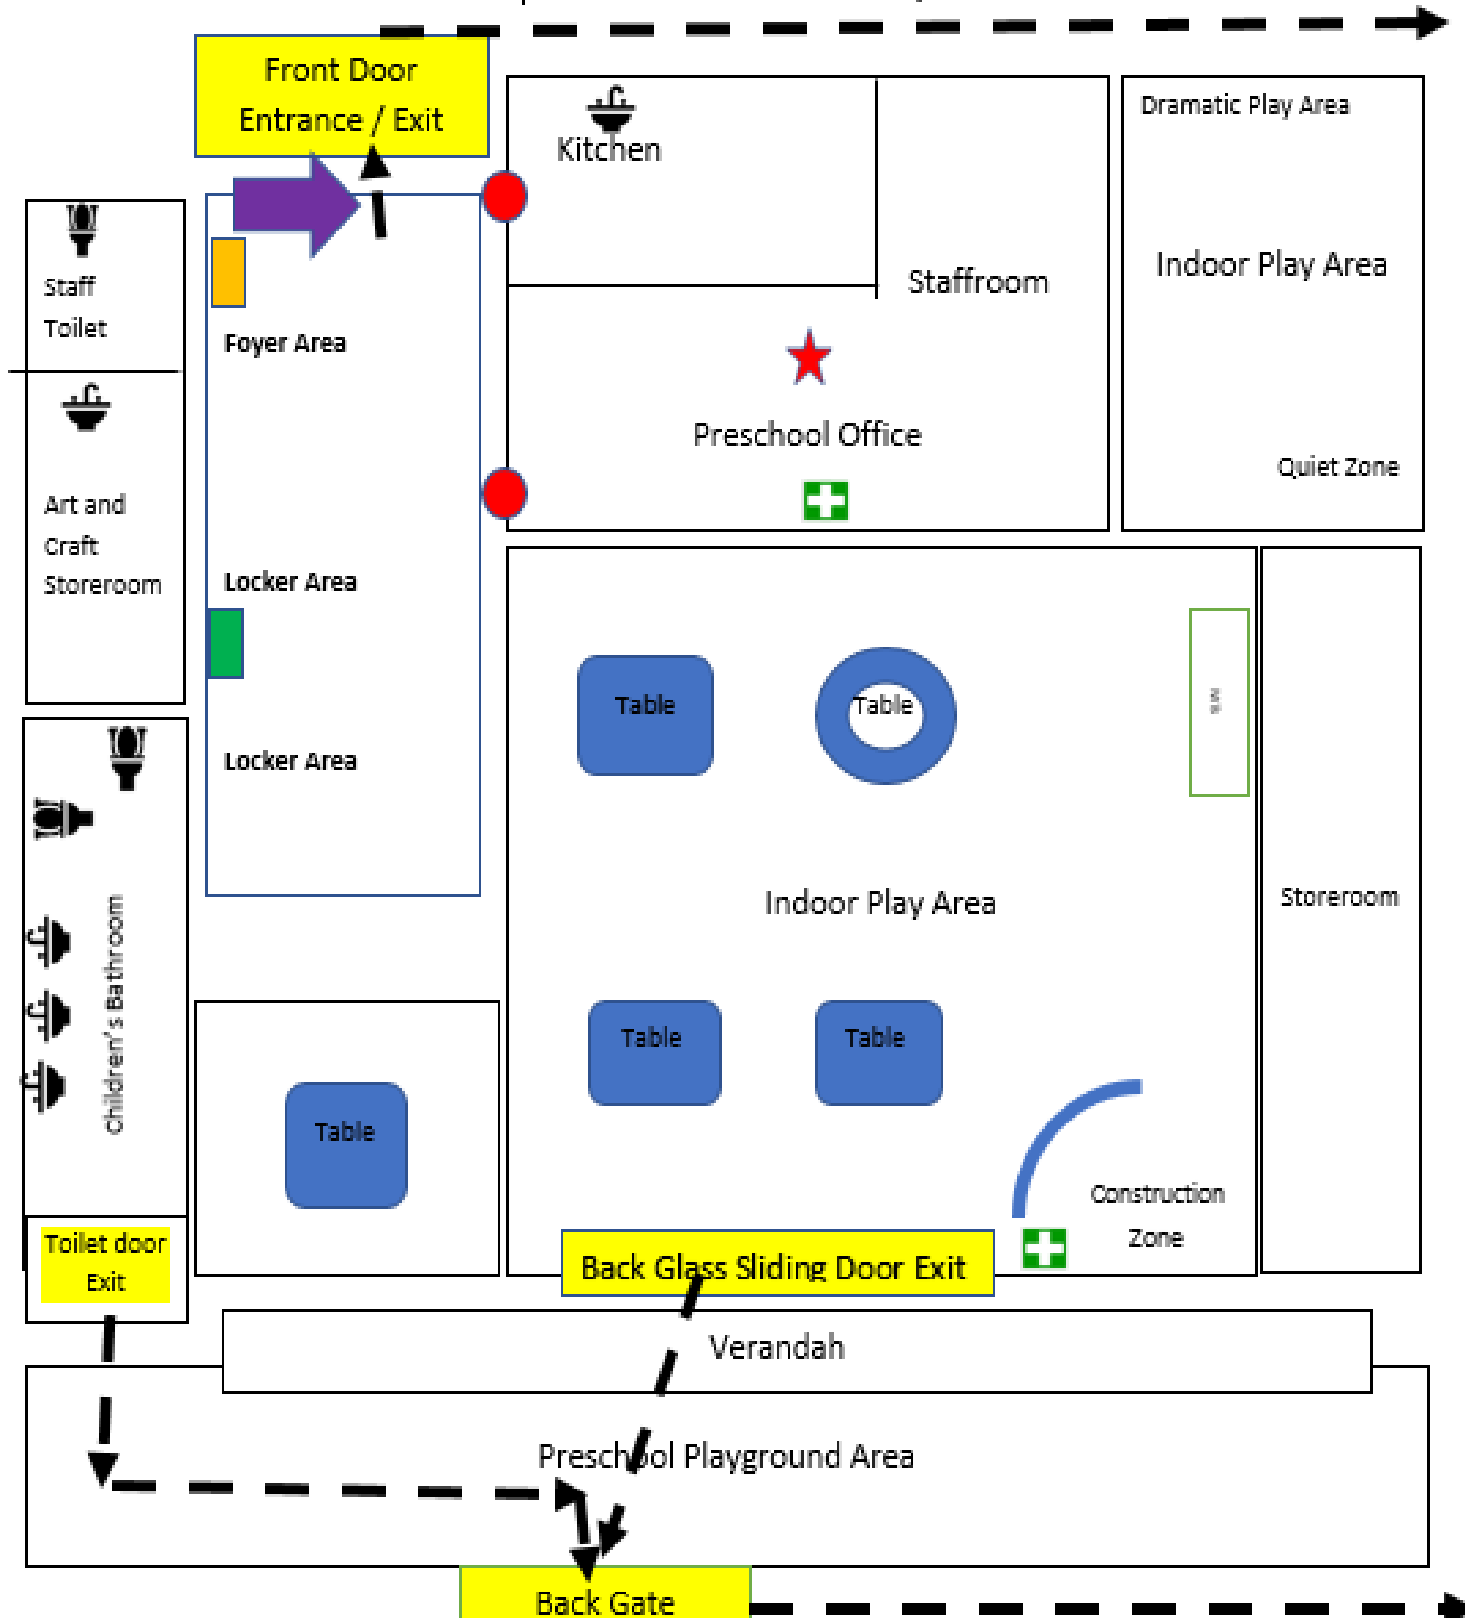 Front Door
Entrance / Exit
Kitchen
Dramatic Play Area
Indoor Play Area
Staffroom
Staff
Toilet
Foyer Area
Preschool Office
Quiet Zone
Art and
Craft
Storeroom
Locker Area
Table
Table
Locker Area
Indoor Play Area
Storeroom
Children's Bathroom
Table
Table
Table
Construction
Zone
Toilet door
Exit
Back Glass Sliding Door Exit
Verandah
Preschool Playground Area
Back Gate